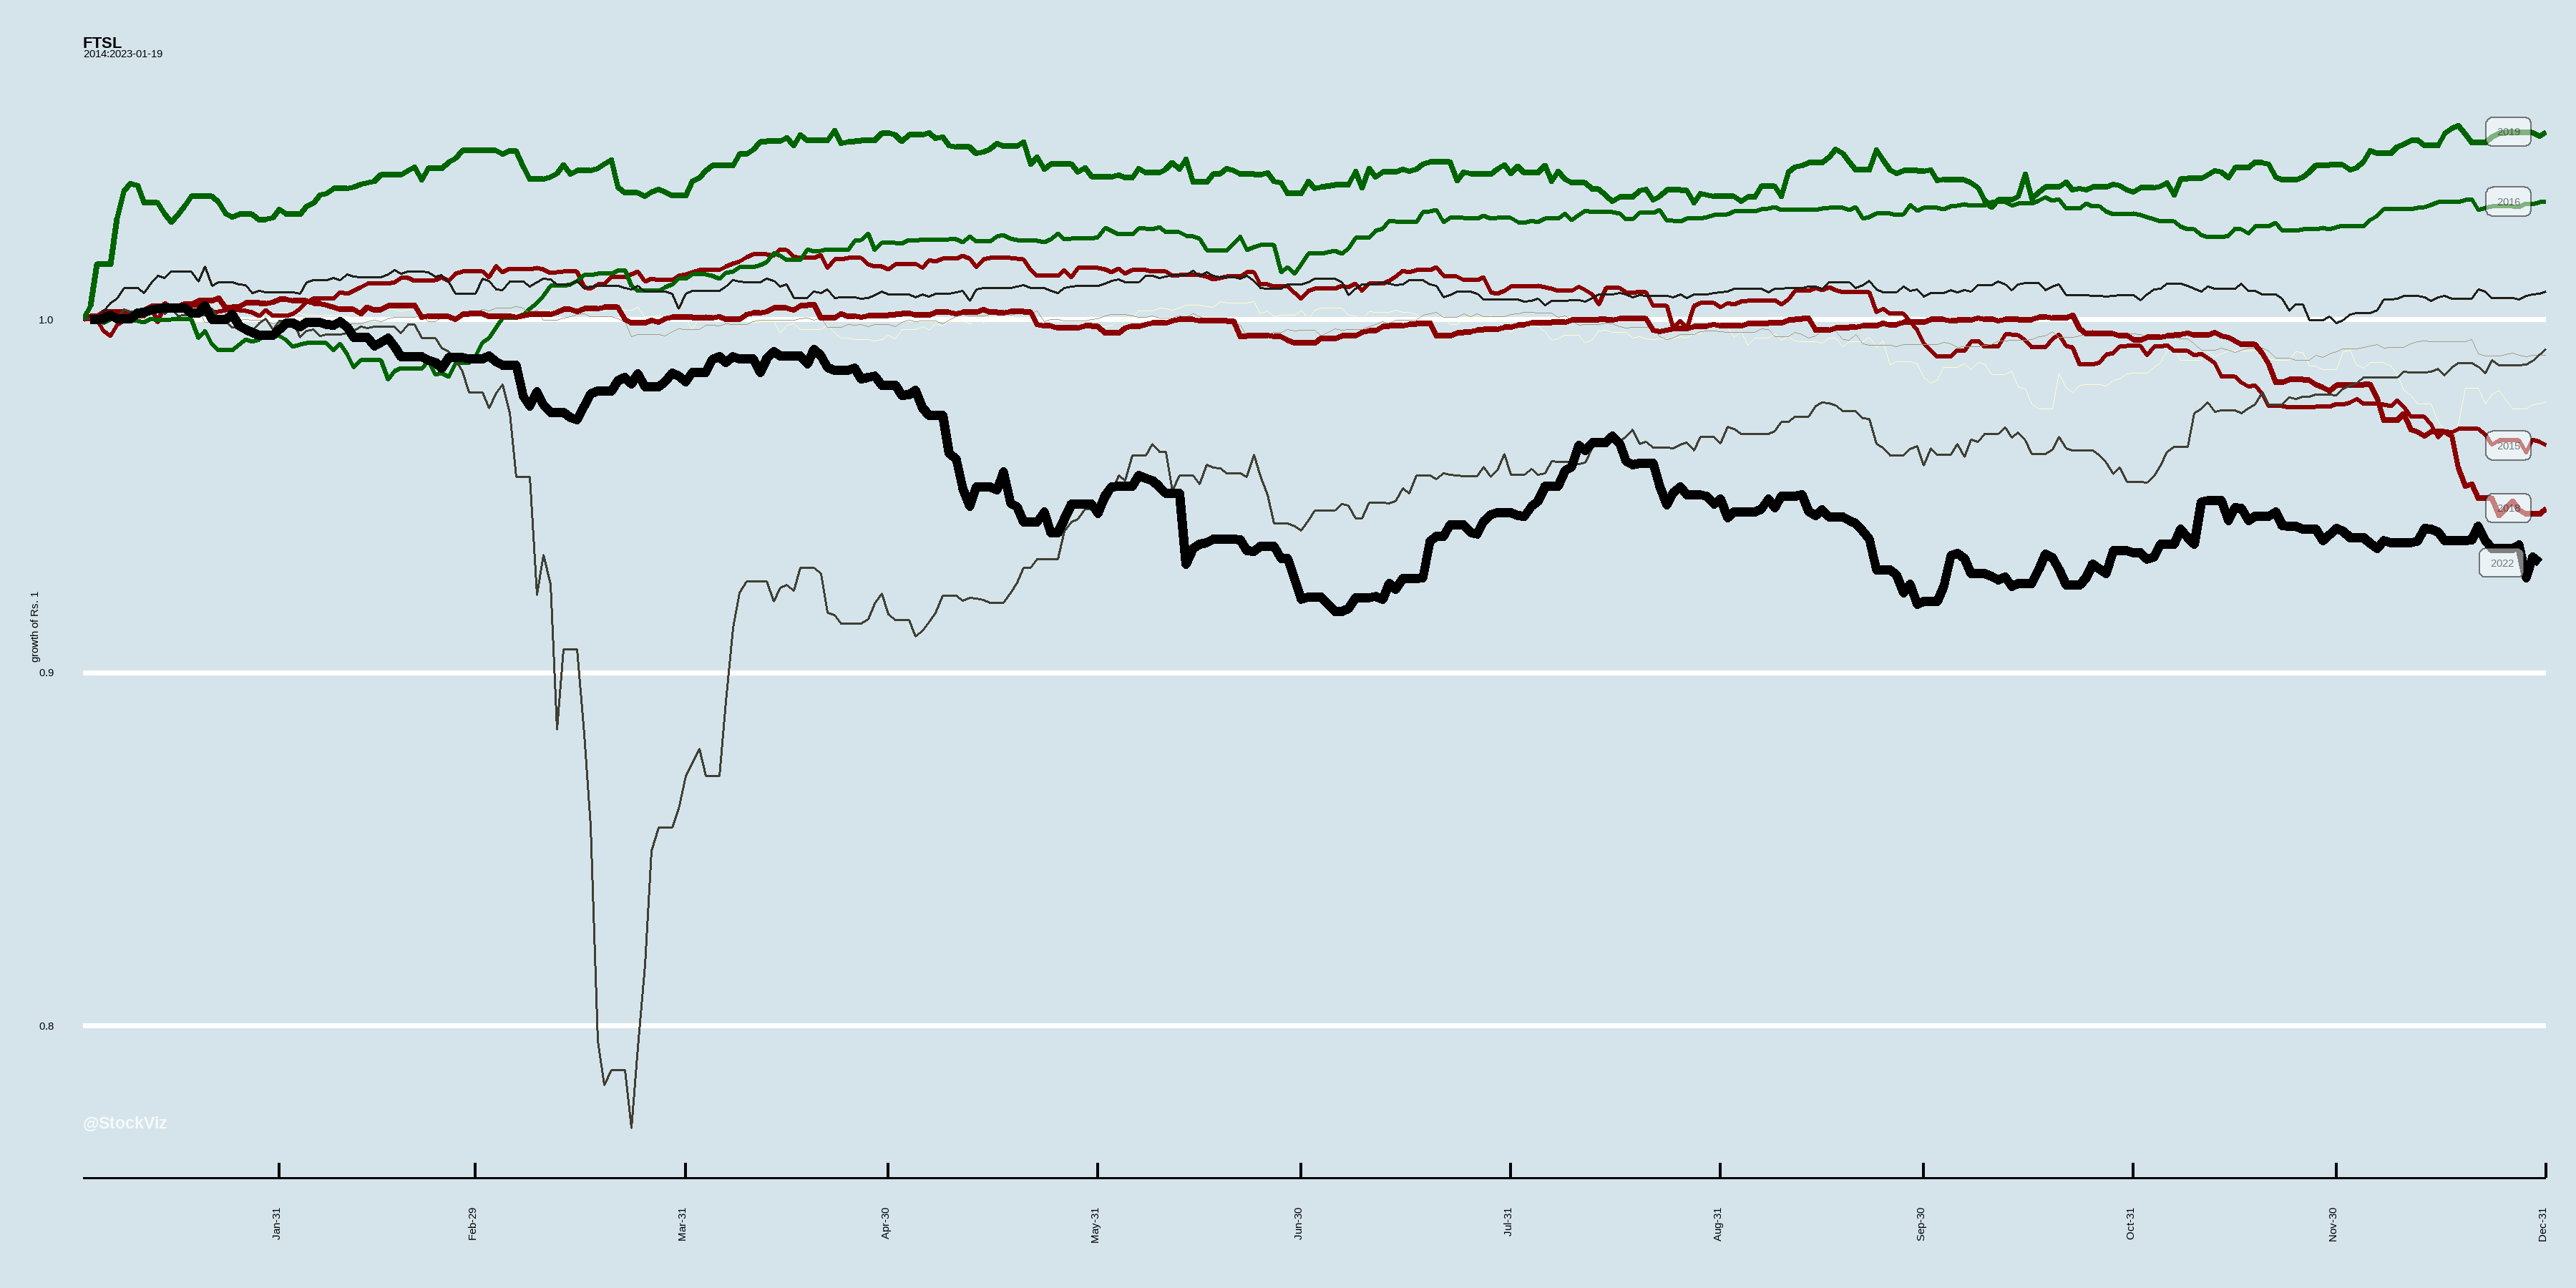 FTSL
2014:2023-01-19
2019
2016
1.0
2015
2018
2022
growth of Rs. 1
0.9
0.8
@StockViz
Jan-31
Feb-29
Mar-31
Apr-30
May-31
Jun-30
Jul-31
Aug-31
Sep-30
Oct-31
Nov-30
Dec-31